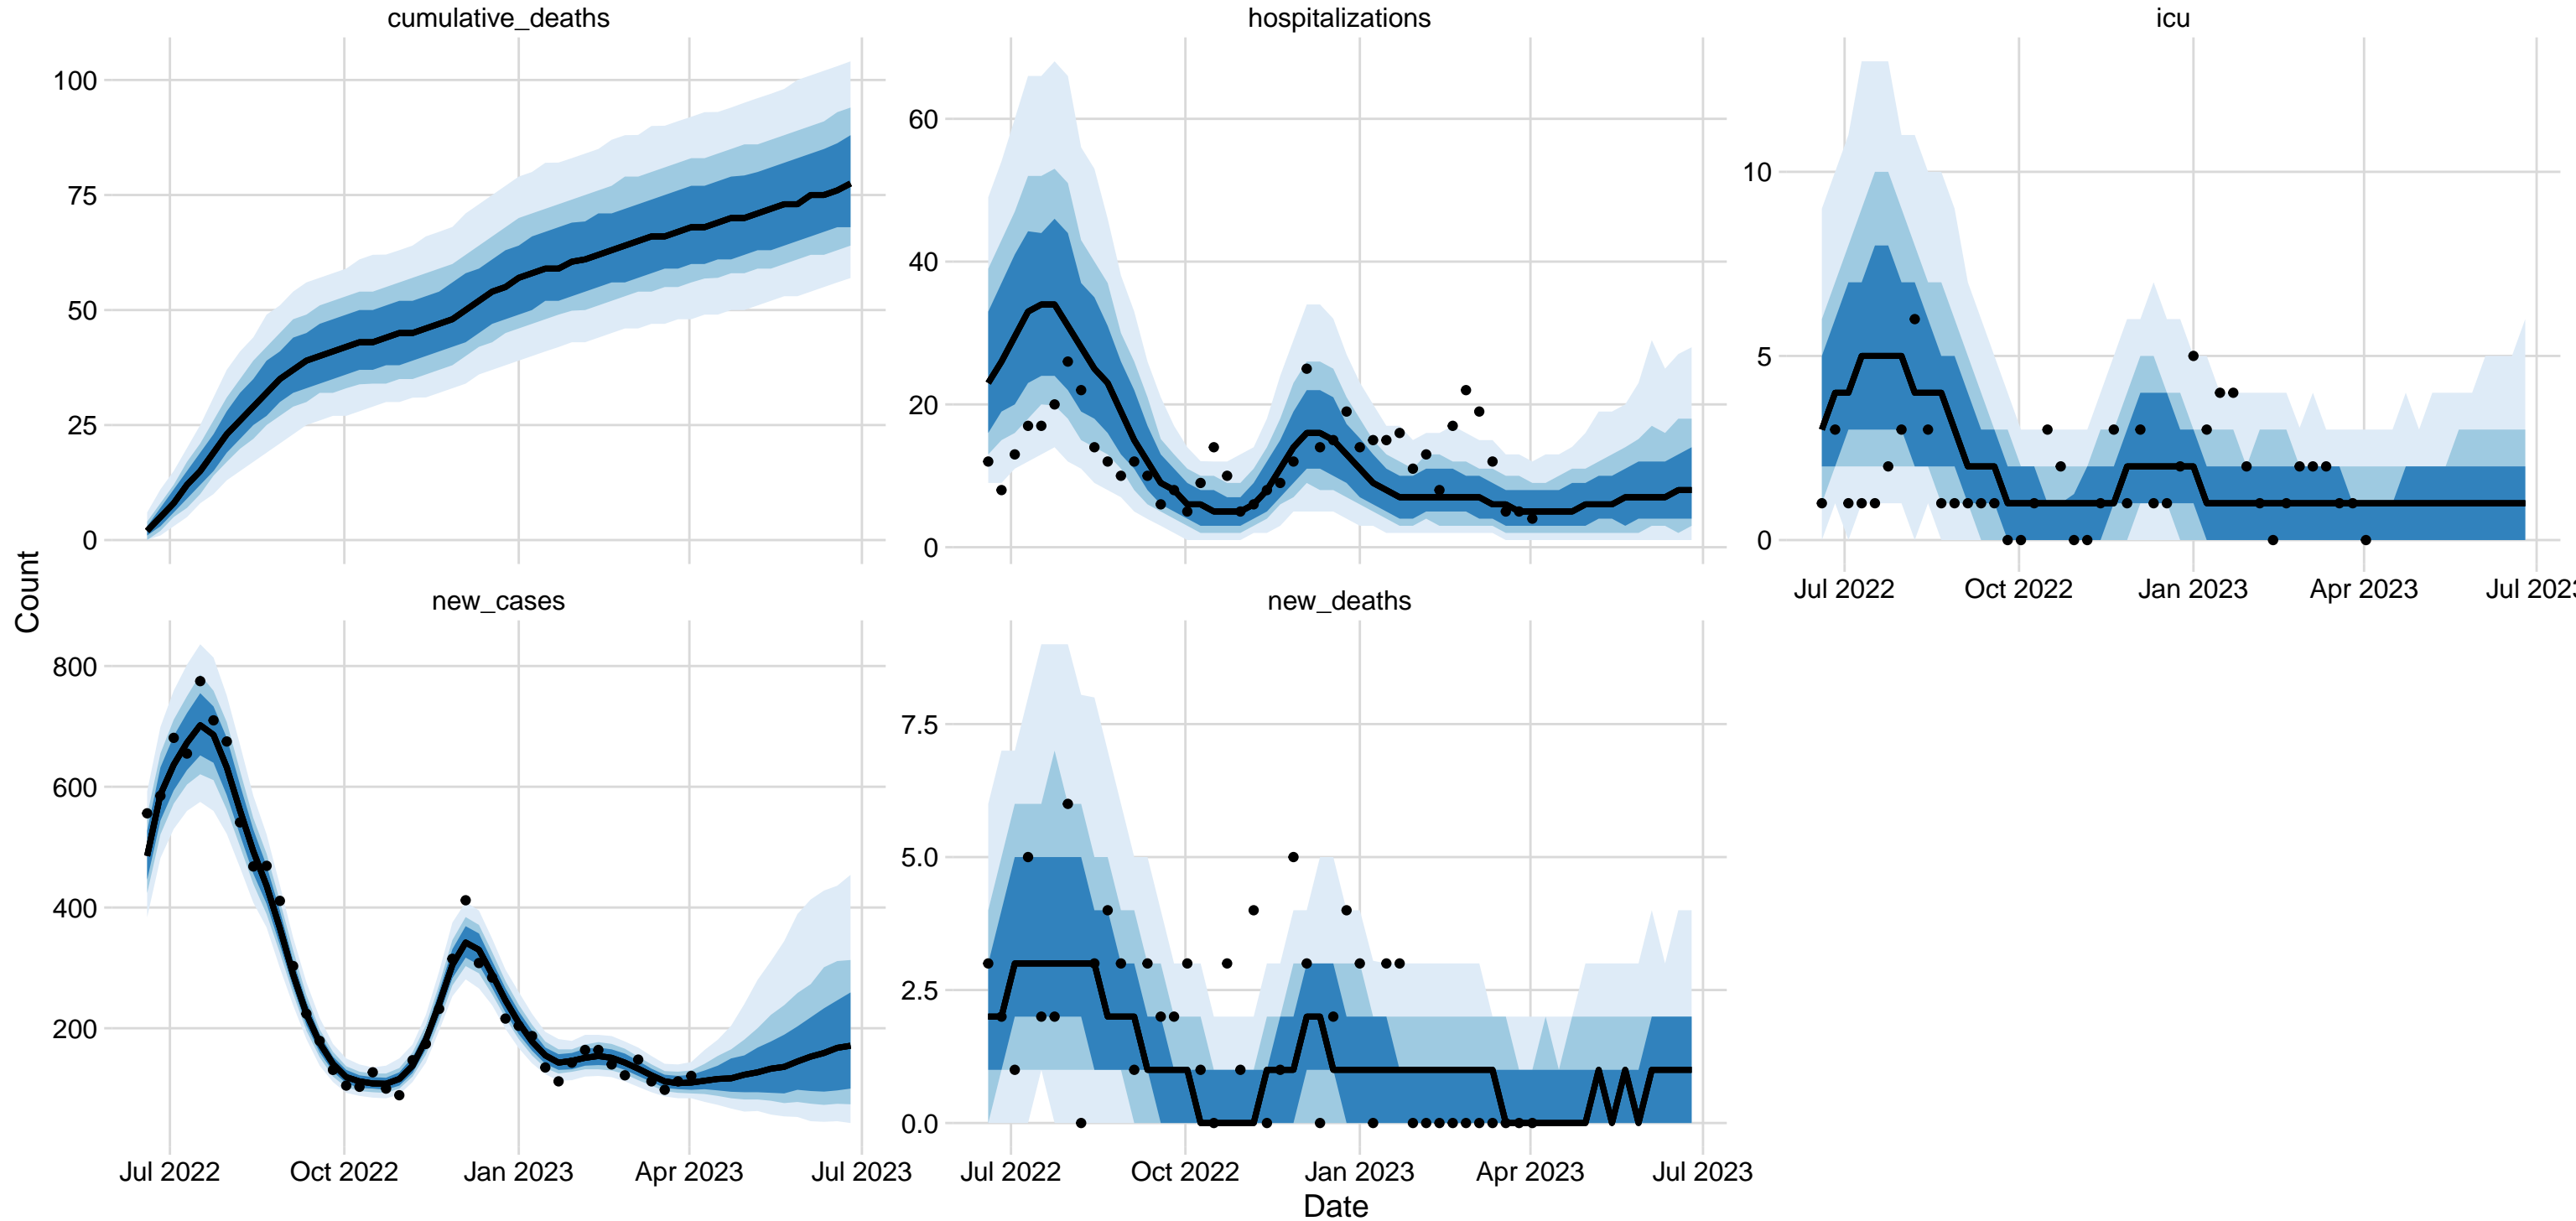 cumulative_deaths
hospitalizations
icu
100
75
50
25
0
60
40
20
0
10
5
0
Jul 2022 Oct 2022 Jan 2023 Apr 2023 Jul 2023
Count
new_cases
new_deaths
800
600
400
200
7.5
5.0
2.5
0.0
Jul 2022 Oct 2022 Jan 2023 Apr 2023 Jul 2023
Jul 2022 Oct 2022 Jan 2023 Apr 2023 Jul 2023
Date